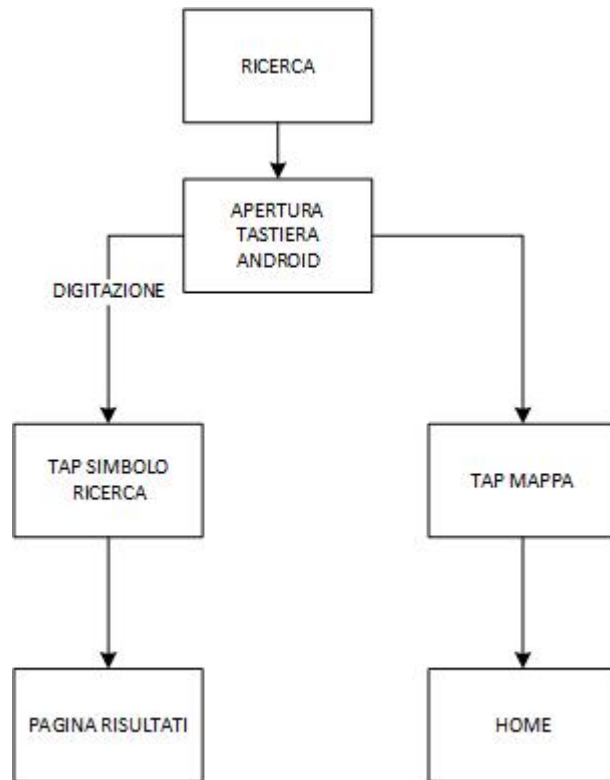 RICERCA
APERTURA
TASTIERA
ANDROID
DIGITAZIONE
TAP SIMBOLO
RICERCA
TAP MAPPA
PAGINA RISULTATI
HOME